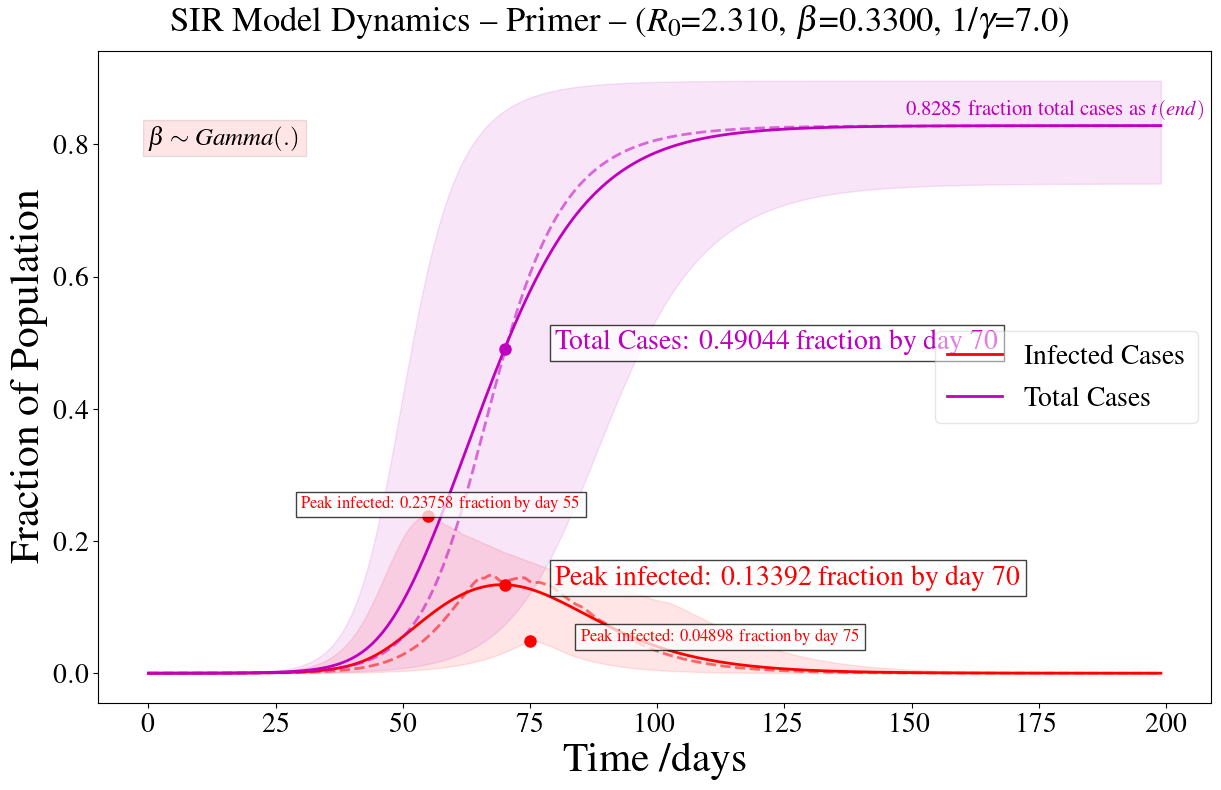 SIR Model Dynamics – Primer – (R₀=2.310, β=0.3300, 1/γ=7.0)
0.8285 fraction total cases as t(end)
β ∼ Gamma(.)
Total Cases: 0.49044 fraction by day 70
Infected Cases
Total Cases
Peak infected: 0.23758 fraction by day 55
Peak infected: 0.13392 fraction by day 70
Peak infected: 0.04898 fraction by day 75
Fraction of Population
0.8
0.6
0.4
0.2
0.0
0 25 50 75 100 125 150 175 200
Time /days